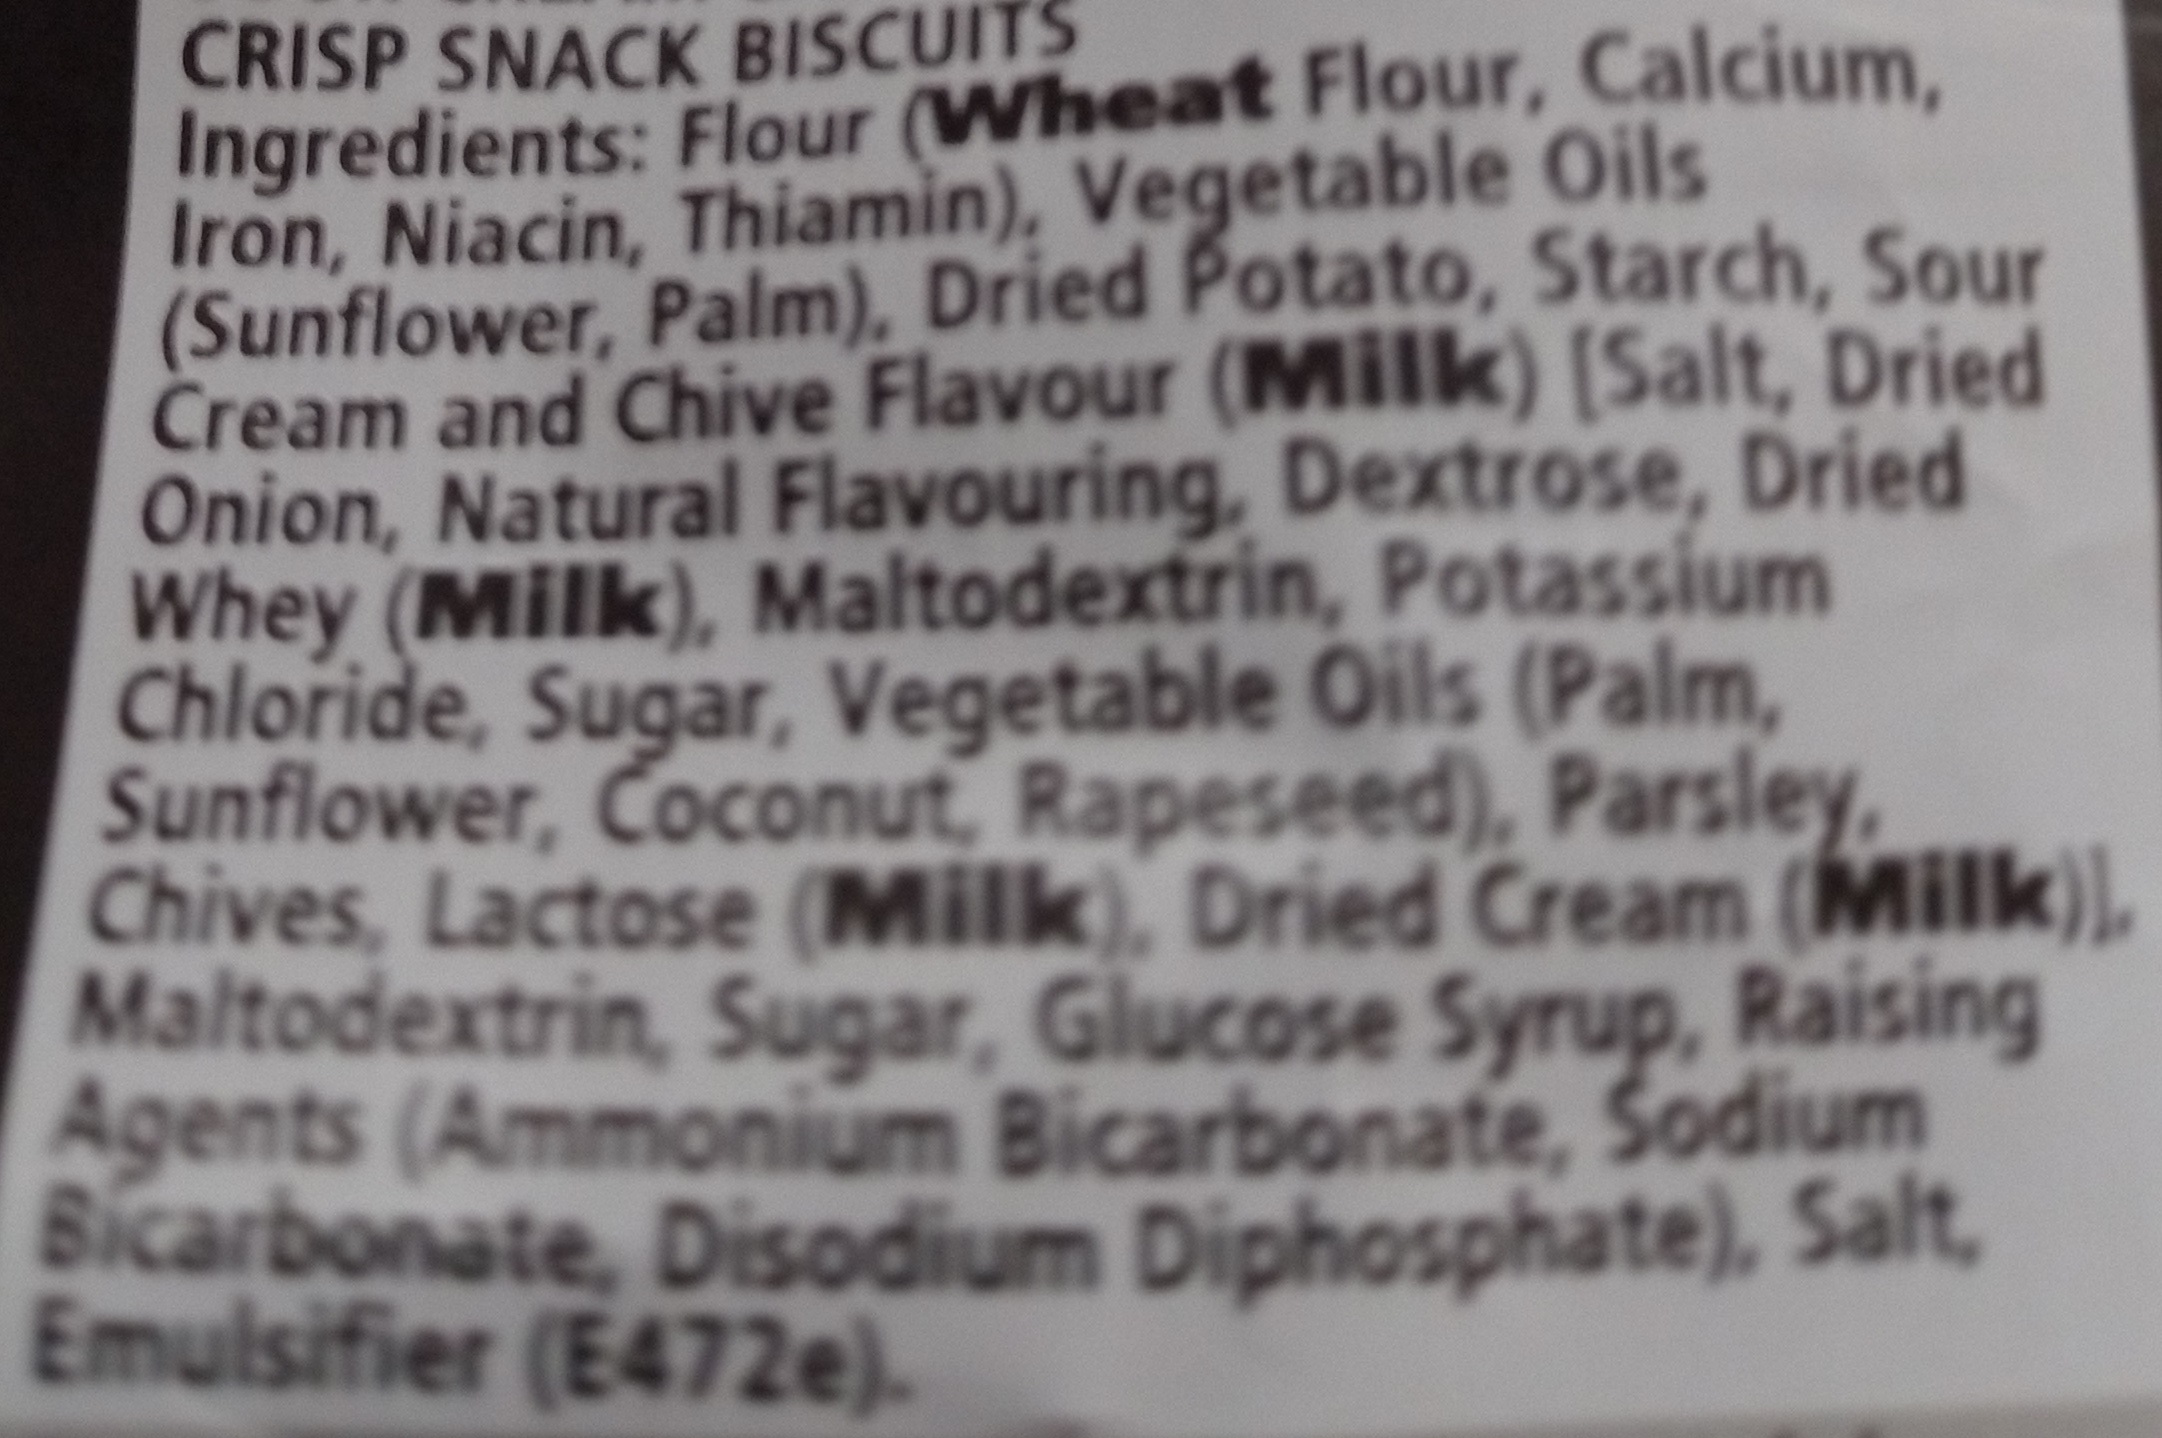 CRISP SNACK BISCUITS
Ingredients: Flour (Wheat Flour, Calcium,
Iron, Niacin, Thiamin), Vegetable Oils
(Sunflower, Palm), Dried Potato, Starch, Sour
Cream and Chive Flavour (Milk) [Salt, Dried
Onion, Natural Flavouring, Dextrose, Dried
Whey (Milk), Maltodextrin, Potassium
Chloride, Sugar, Vegetable Oils (Palm,
Sunflower, Coconut, Rapeseed), Parsley,
Chives, Lactose (Milk), Dried Cream (Milk)],
Maltodextrin, Sugar, Glucose Syrup, Raising
Agents (Ammonium Bicarbonate, Sodium
Bicarbonate, Disodium Diphosphate), Salt,
Emulsifier (E472e).